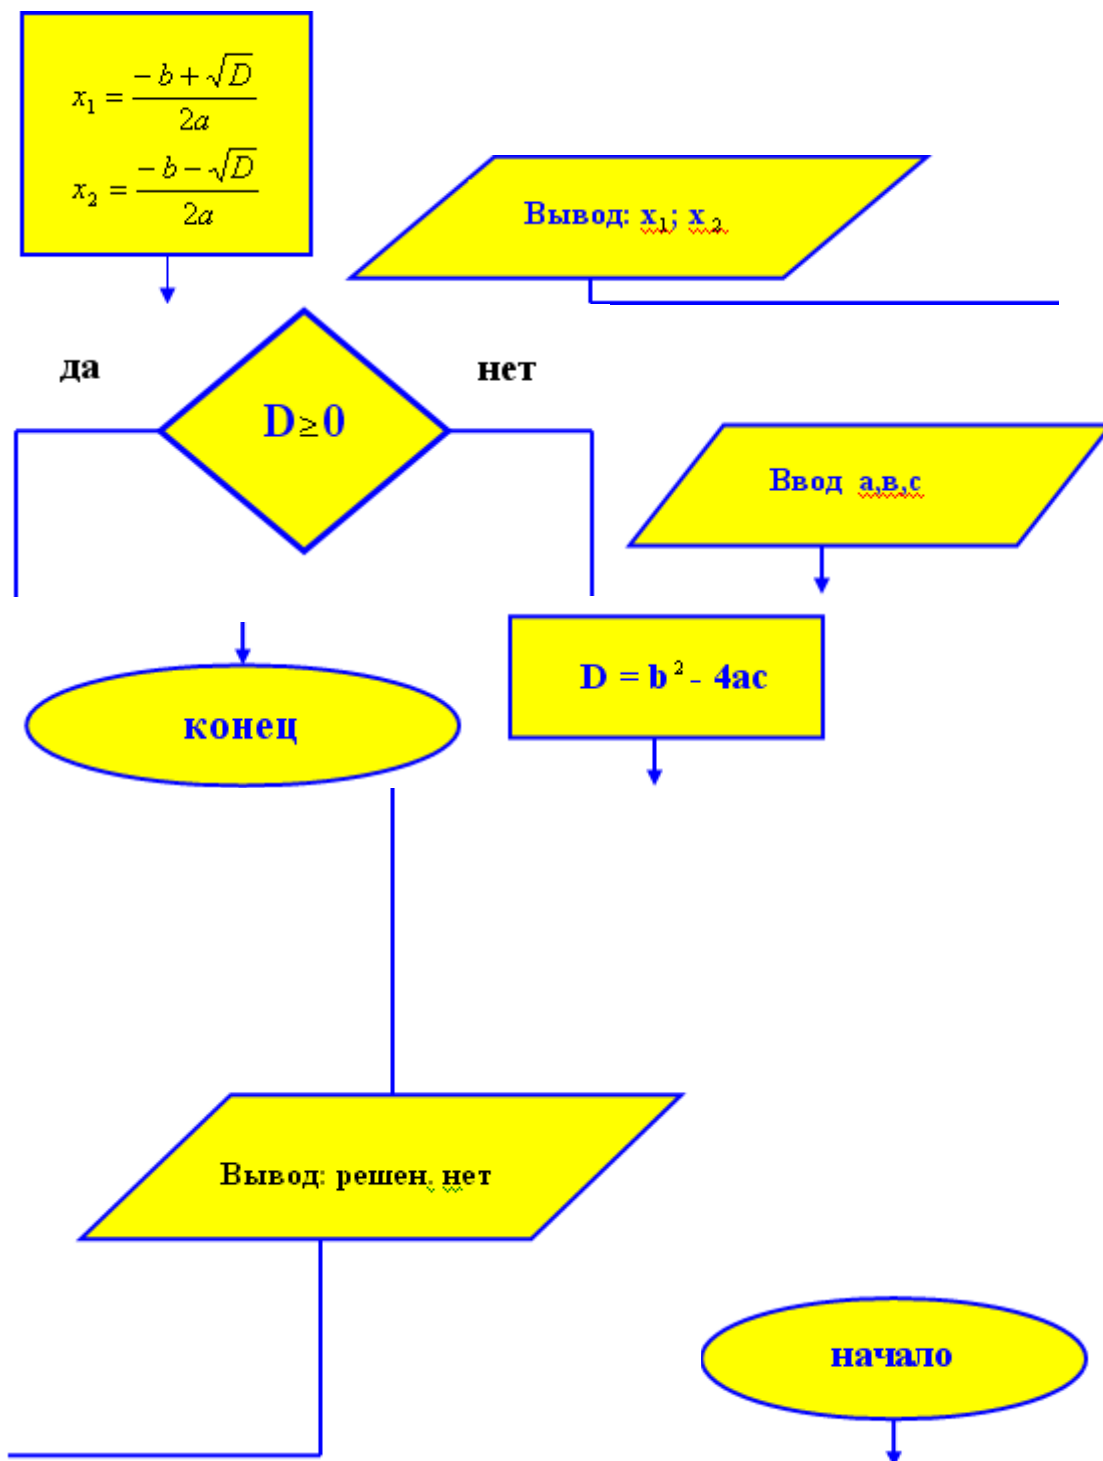 x₁ = (-b + √D) / 2a
x₂ = (-b - √D) / 2a
Вывод: x₁; x₂
да
нет
D≥0
Ввод а,в,с
D = b² - 4ac
конец
Вывод: решен. нет
начало